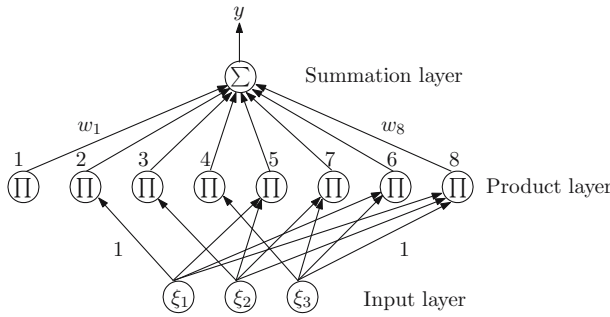 y
Σ Summation layer
w₁ w₈
1 2 3 4 5 7 6 8
∏ ∏ ∏ ∏ ∏ ∏ ∏ ∏ Product layer
1 1
ξ₁ ξ₂ ξ₃ Input layer